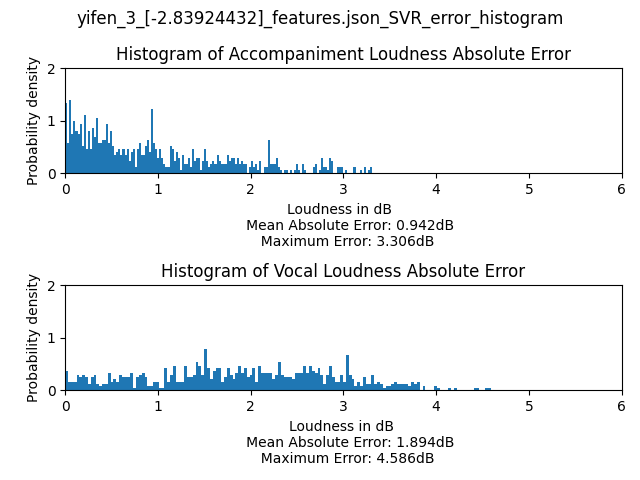 yifen_3_[-2.83924432]_features.json_SVR_error_histogram
Histogram of Accompaniment Loudness Absolute Error
Probability density
2
1
0
0 1 2 3 4 5 6
Loudness in dB
Mean Absolute Error: 0.942dB
Maximum Error: 3.306dB
Histogram of Vocal Loudness Absolute Error
Probability density
2
1
0
0 1 2 3 4 5 6
Loudness in dB
Mean Absolute Error: 1.894dB
Maximum Error: 4.586dB